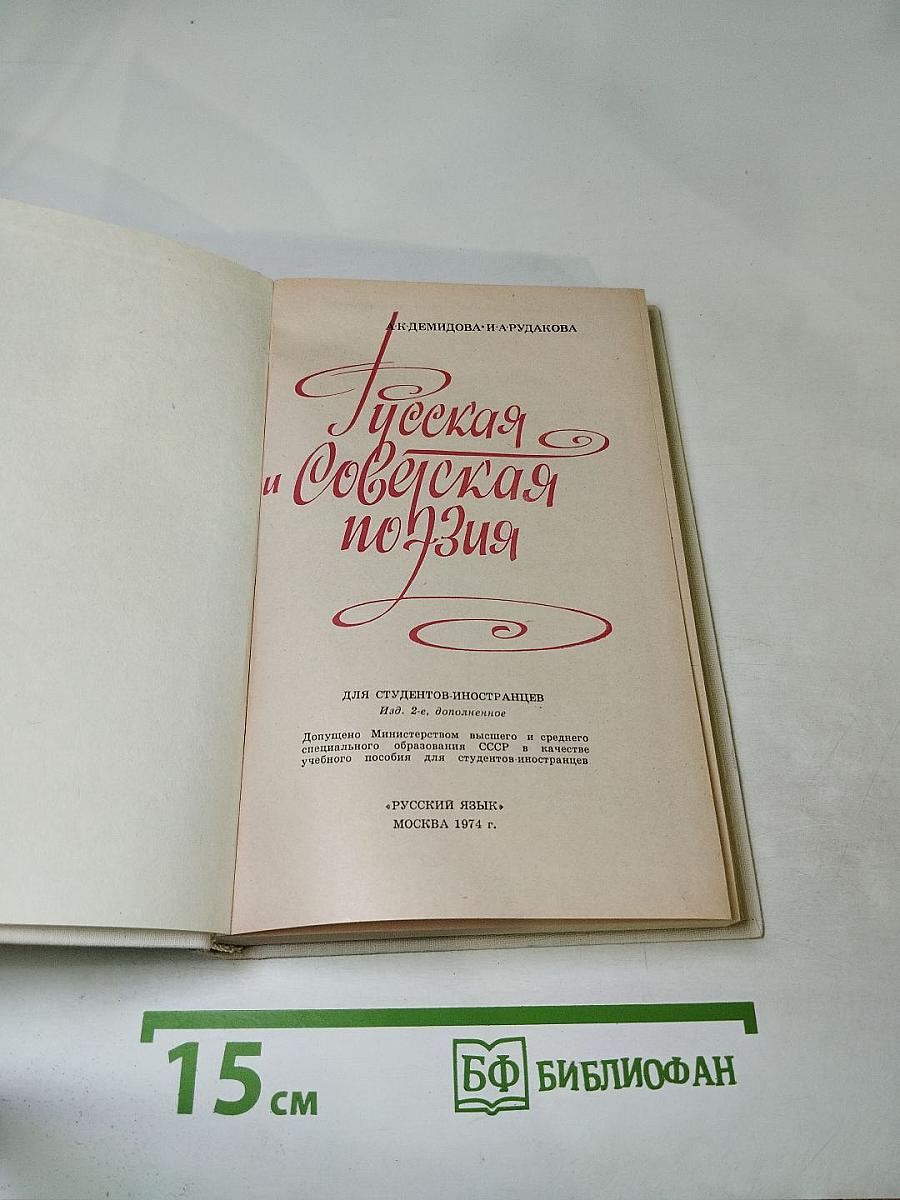 А·К·ДЕМИДОВА·И·А·РУДАКОВА
Русская
и Советская
поэзия
ДЛЯ СТУДЕНТОВ-ИНОСТРАНЦЕВ
Изд. 2-е, дополненное
Допущено Министерством высшего и среднего
специального образования СССР в качестве
учебного пособия для студентов-иностранцев
«РУССКИЙ ЯЗЫК»
МОСКВА 1974 г.
15 см
БФ БИБЛИОФАН